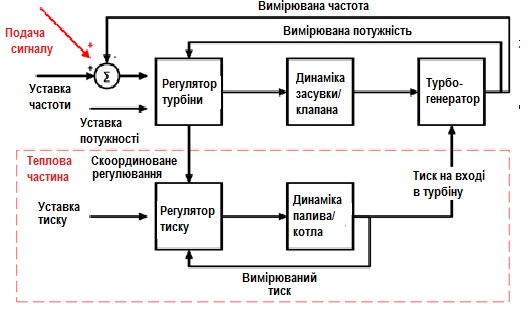 Вимірювана частота
Подача
сигналу
Вимірювана потужність
Σ
Уставка
частоти
Регулятор
турбіни
Динаміка
засувки/
клапана
Турбо-
генератор
Уставка
потужності
Теплова
частина
Скоординоване
регулювання
Тиск на вході
в турбіну
Уставка
тиску
Регулятор
тиску
Динаміка
палива/
котла
Вимірюваний
тиск